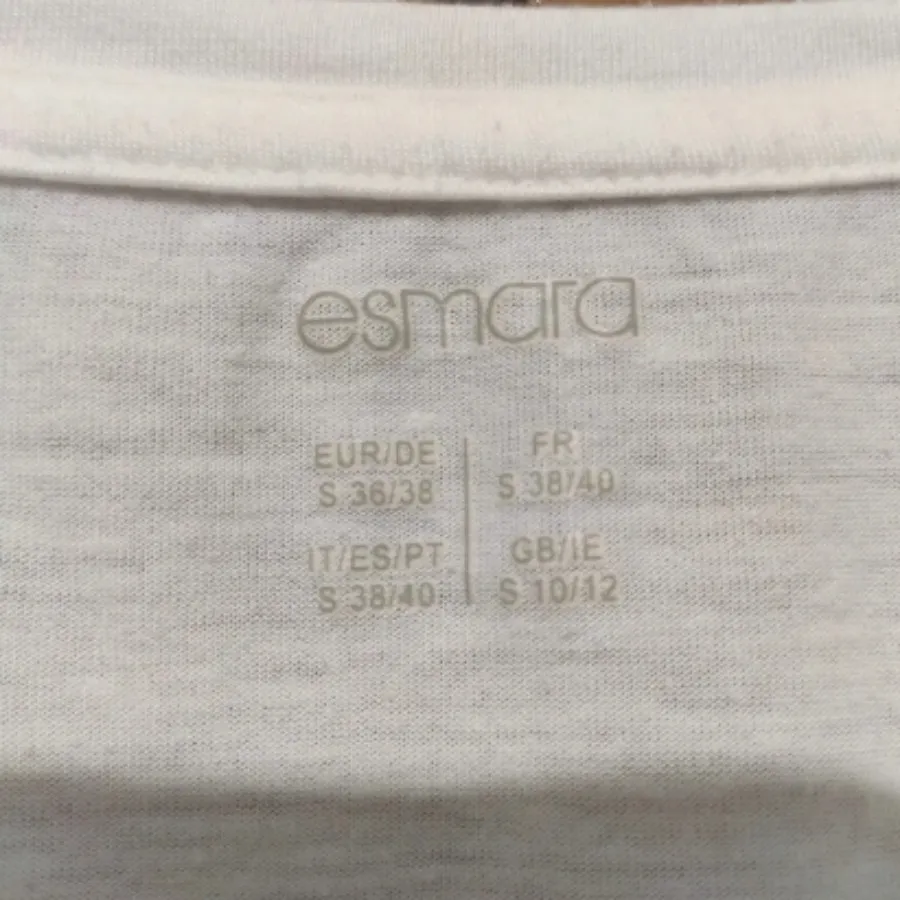 esmara
EUR/DE
S 36/38
FR
S 38/40
IT/ES/PT
S 38/40
GB/IE
S 10/12